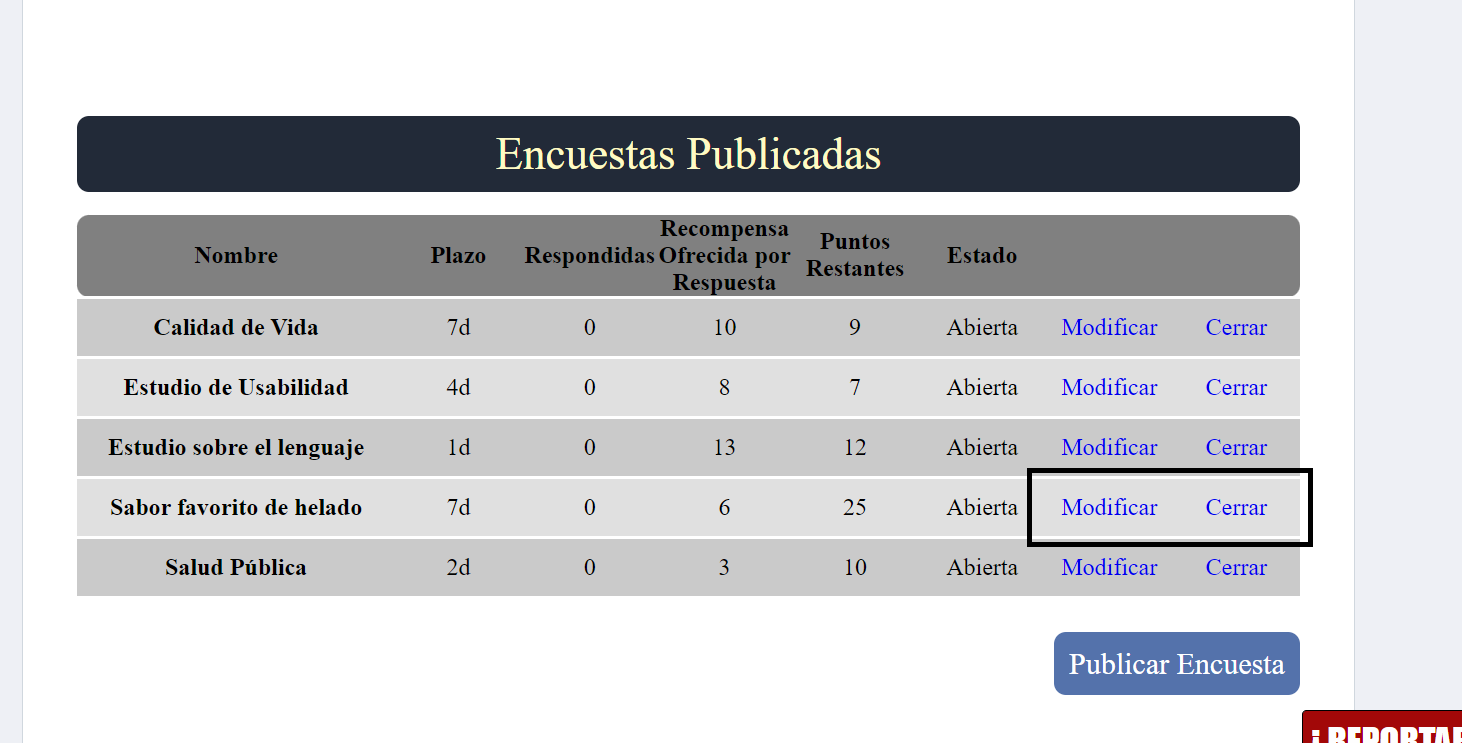 Encuestas Publicadas
Nombre Plazo Respondidas Recompensa Ofrecida por Respuesta Puntos Restantes Estado
Calidad de Vida 7d 0 10 9 Abierta Modificar Cerrar
Estudio de Usabilidad 4d 0 8 7 Abierta Modificar Cerrar
Estudio sobre el lenguaje 1d 0 13 12 Abierta Modificar Cerrar
Sabor favorito de helado 7d 0 6 25 Abierta Modificar Cerrar
Salud Pública 2d 0 3 10 Abierta Modificar Cerrar
Publicar Encuesta